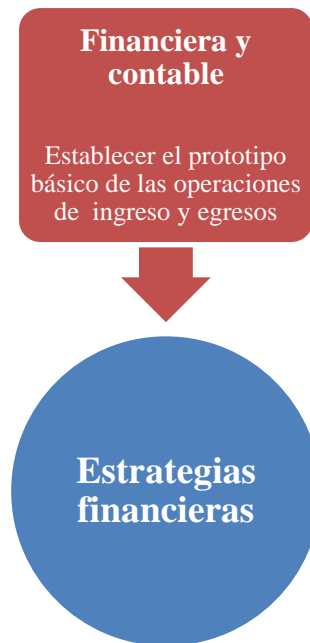 Financiera y
contable
Establecer el prototipo
básico de las operaciones
de ingreso y egresos
Estrategias
financieras